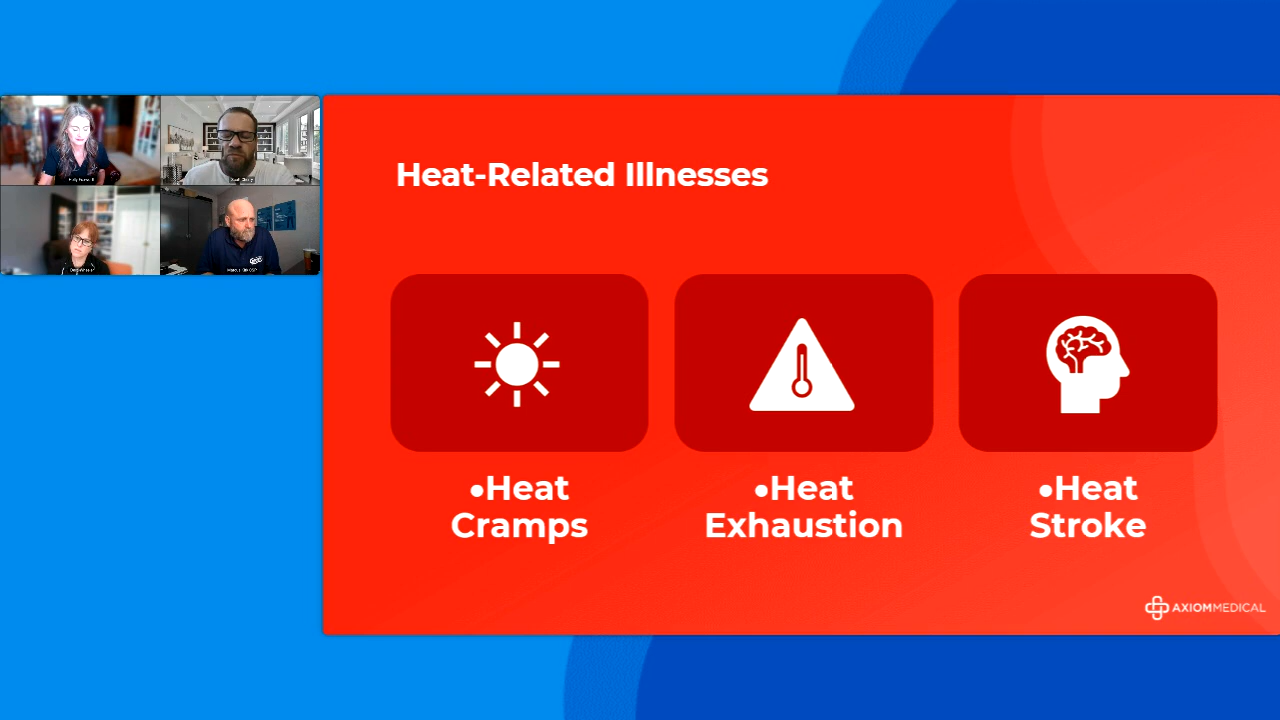 Heat-Related Illnesses
•Heat
Cramps
•Heat
Exhaustion
•Heat
Stroke
AXIOMMEDICAL